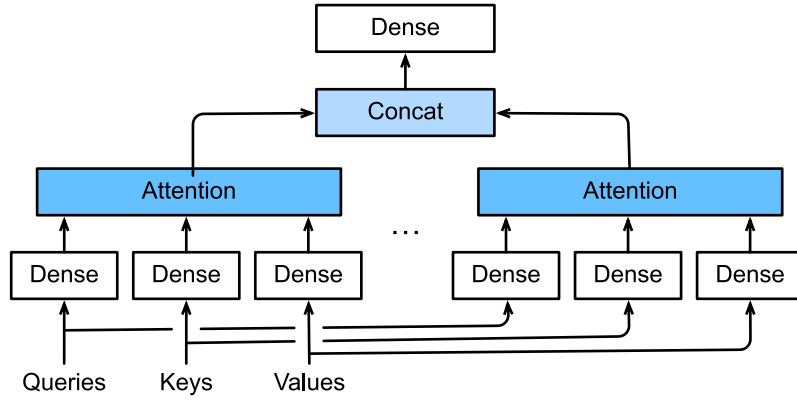 Dense
Concat
Attention
Attention
...
Dense
Dense
Dense
Dense
Dense
Dense
Queries
Keys
Values